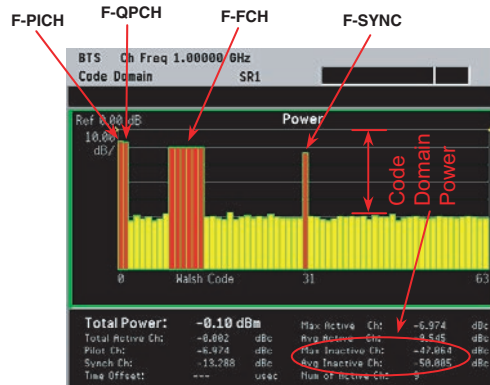 F-PICH F-QPCH F-FCH F-SYNC
BTS Ch Freq 1.00000 GHz
Code Domain SR1
Ref 0.00 dB Power
10.00
dB/
Code
Domain
Power
0 Walsh Code 31 63
Total Power: -0.10 dBm Max Active Ch: -6.974 dBc
Total Active Ch: -0.002 dBc Avg Active Ch: -9.545 dBc
Pilot Ch: -6.974 dBc Max Inactive Ch: -47.064 dBc
Synch Ch: -13.288 dBc Avg Inactive Ch: -50.005 dBc
Time Offset: --- usec Num of Active Ch: 9